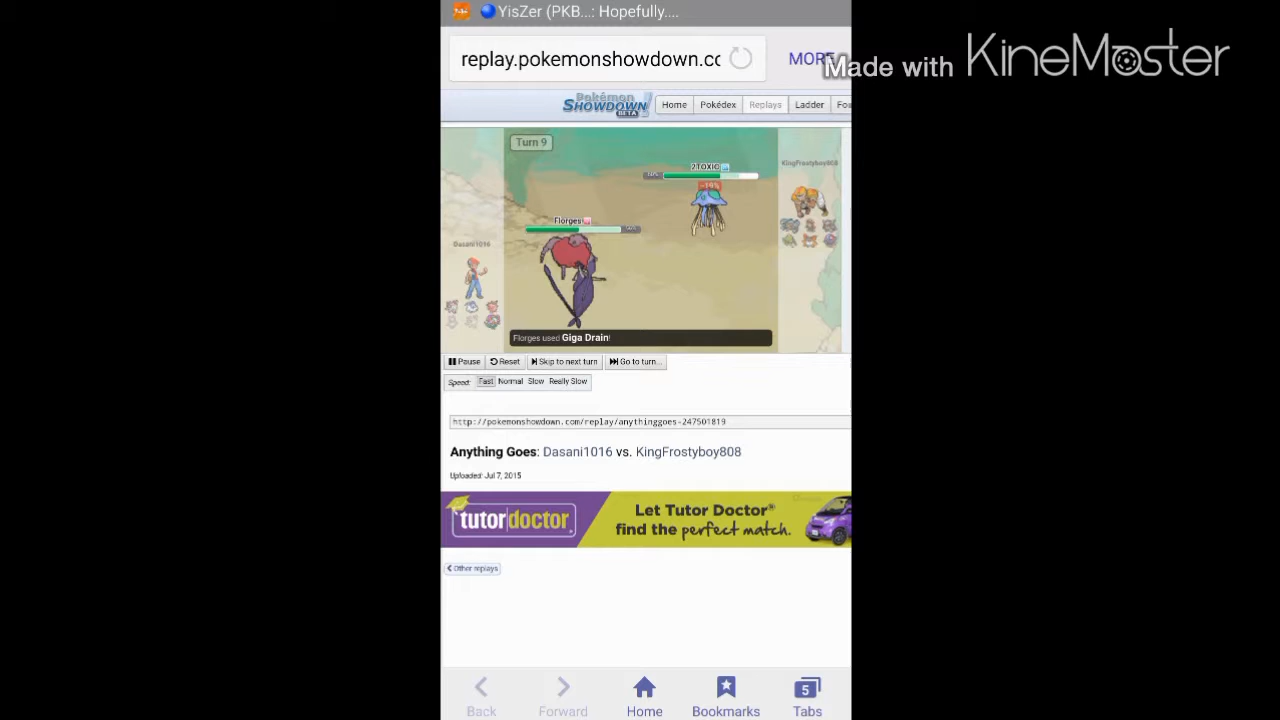 YisZer (PKB...: Hopefully....
replay.pokemonshowdown.cc
MORE
Made with KineMaster
Pokémon
SHOWDOWN
BETA
Home
Pokédex
Replays
Ladder
Turn 9
2TOXIC
-19%
KingFrostyboy808
Florges
Dasani1016
Florges used Giga Drain!
Pause
Reset
Skip to next turn
Go to turn...
Speed:
Fast
Normal
Slow
Really Slow
http://pokemonshowdown.com/replay/anythinggoes-247501819
Anything Goes: Dasani1016 vs. KingFrostyboy808
Uploaded: Jul 7, 2015
tutor doctor
Let Tutor Doctor®
find the perfect match.
Other replays
Back
Forward
Home
Bookmarks
5
Tabs